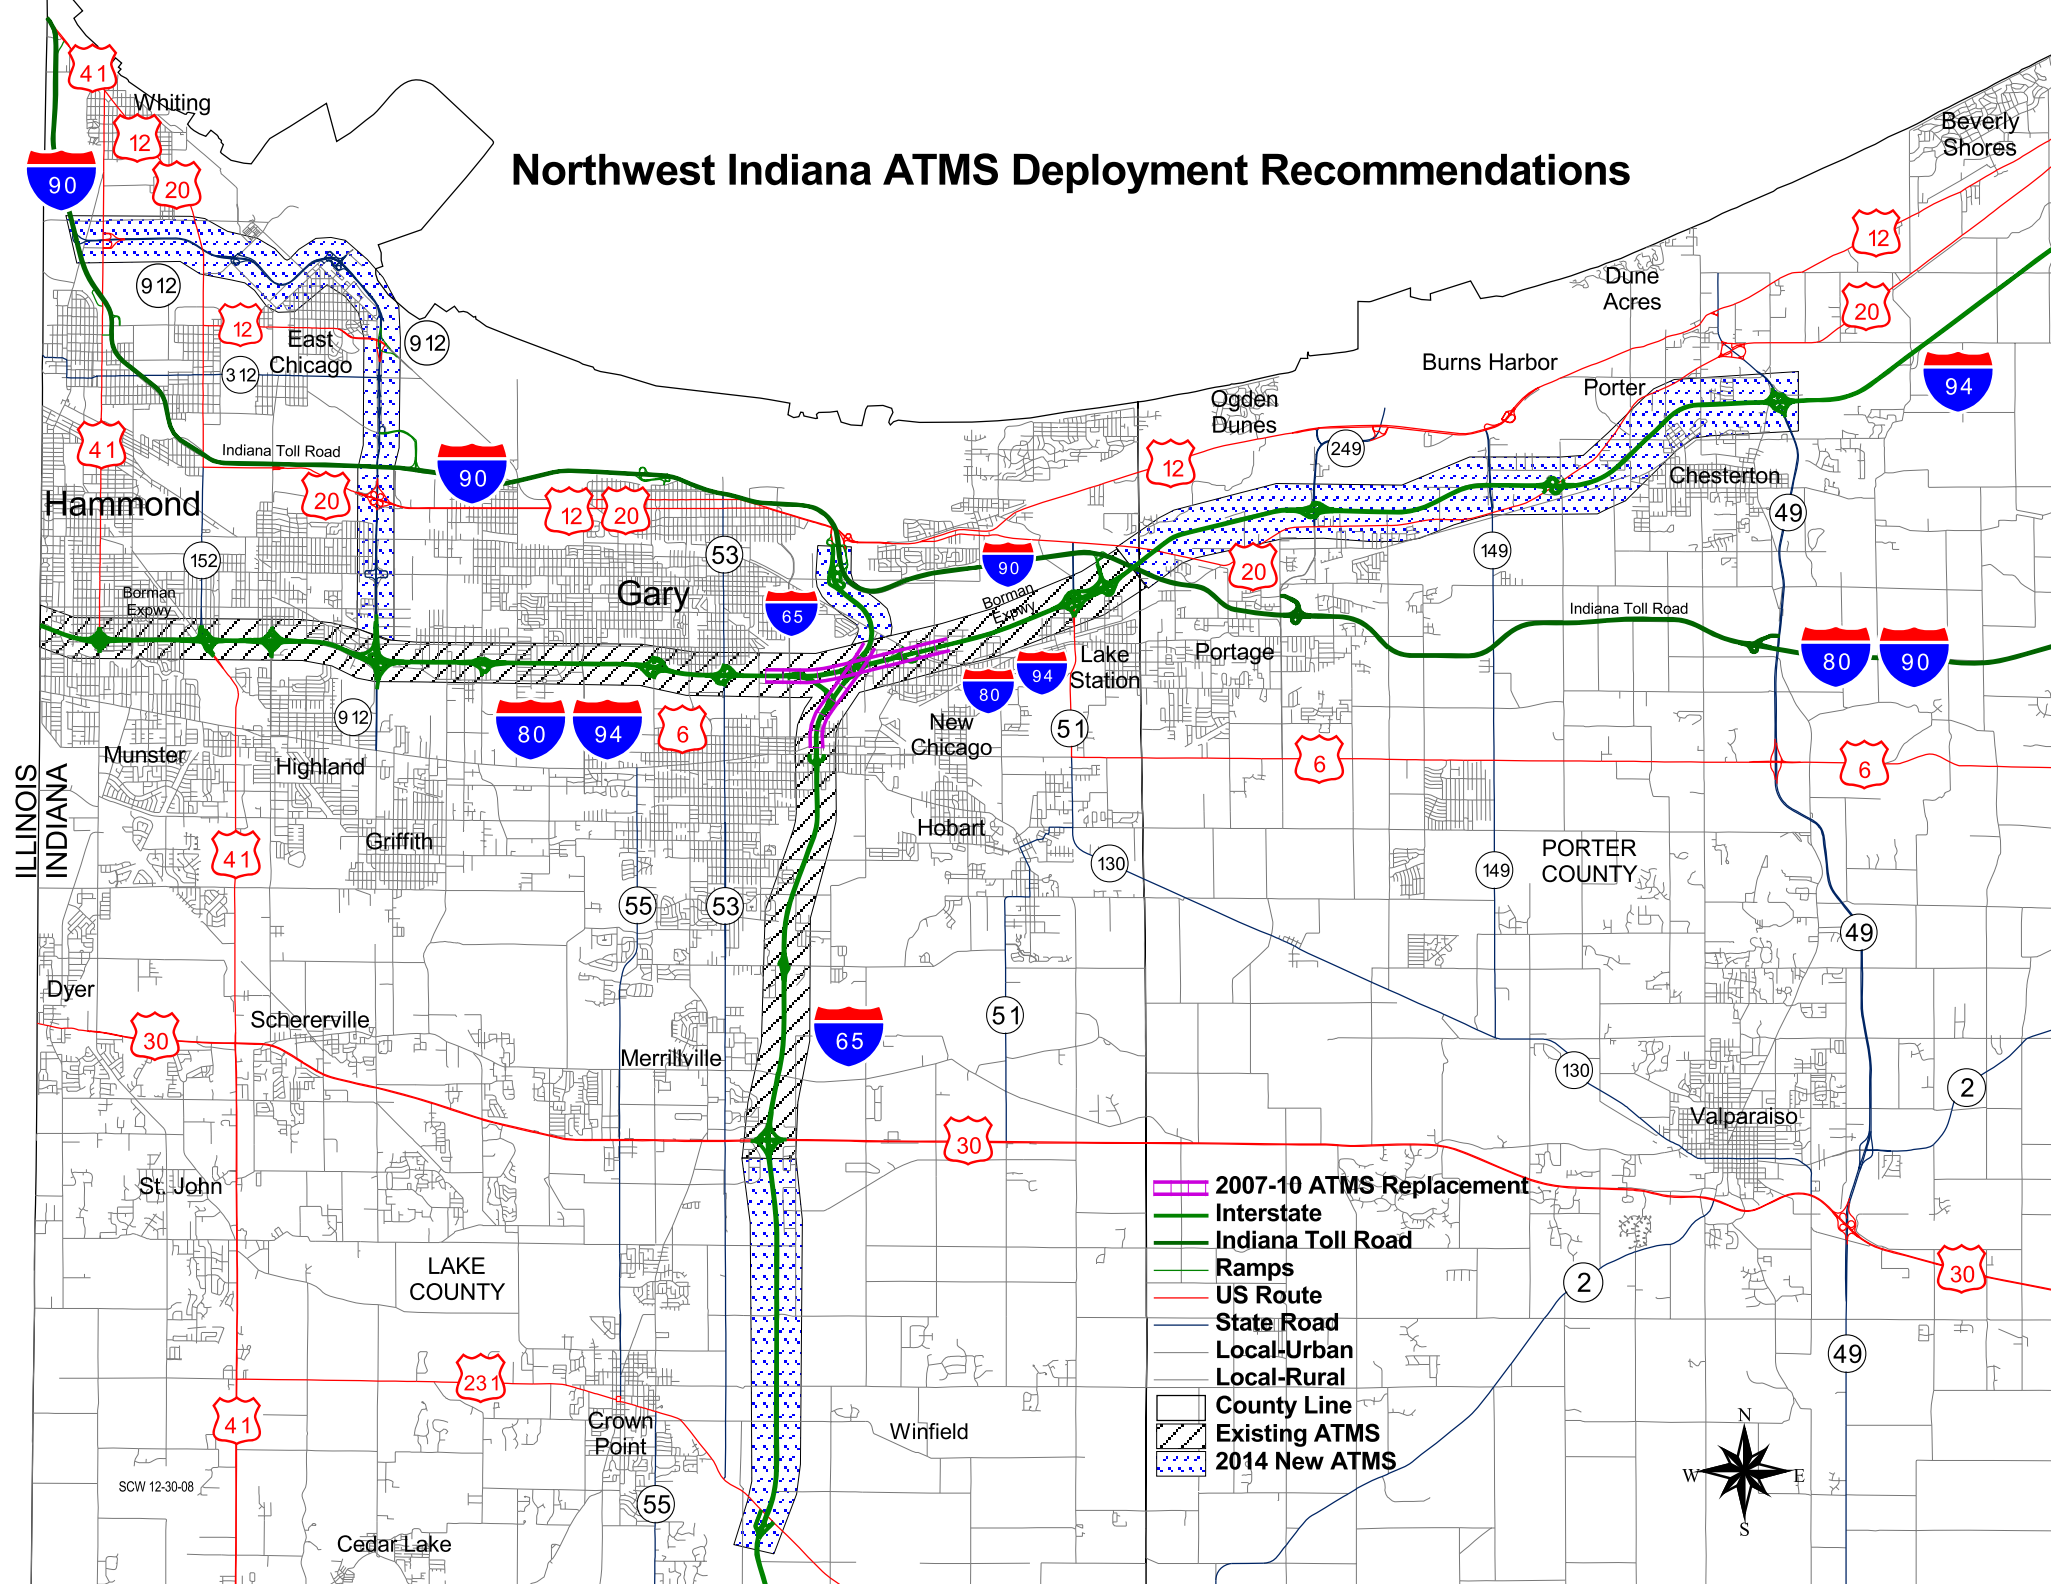 41
Whiting
12
20
90
Northwest Indiana ATMS Deployment Recommendations
Beverly
Shores
12
20
Dune
Acres
94
912
12
East
Chicago
912
312
Burns Harbor
Porter
Ogden
Dunes
41
Indiana Toll Road
90
12
249
Chesterton
Hammond
20
12
20
49
152
53
90
20
149
Borman
Expwy
Gary
65
Borman
Expwy
Indiana Toll Road
Lake
Station
Portage
80
90
94
80
912
80
94
6
New
Chicago
51
6
6
Munster
Highland
ILLINOIS
INDIANA
Griffith
Hobart
41
130
PORTER
COUNTY
149
55
53
49
Dyer
Schererville
30
Merrillville
65
51
130
2
Valparaiso
30
St. John
2007-10 ATMS Replacement
Interstate
Indiana Toll Road
Ramps
US Route
State Road
Local-Urban
Local-Rural
County Line
Existing ATMS
2014 New ATMS
LAKE
COUNTY
2
30
49
231
41
Crown
Point
Winfield
SCW 12-30-08
55
Cedar Lake
N
W
E
S